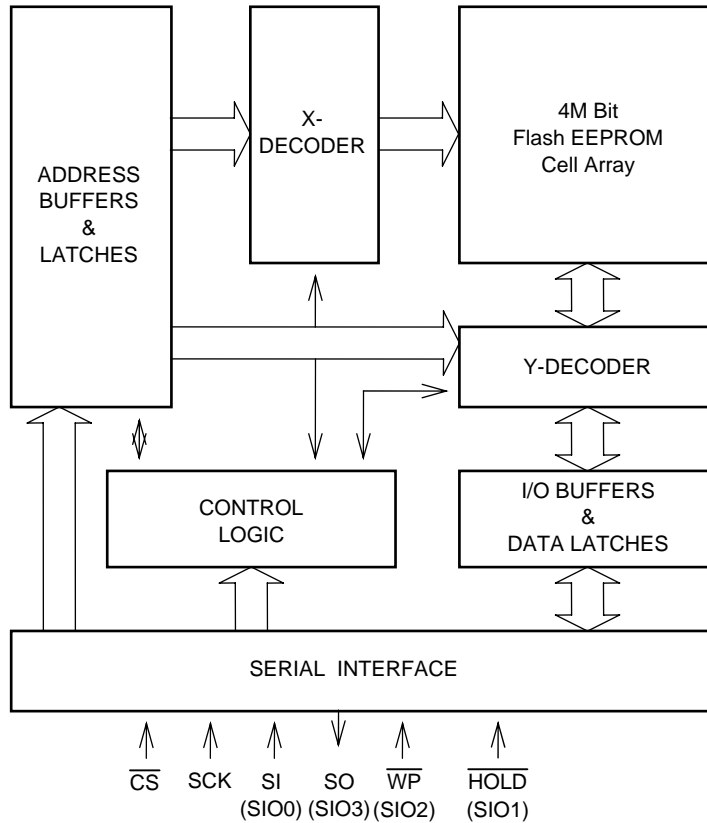 ADDRESS
BUFFERS
&
LATCHES
X-
DECODER
4M Bit
Flash EEPROM
Cell Array
Y-DECODER
CONTROL
LOGIC
I/O BUFFERS
&
DATA LATCHES
SERIAL INTERFACE
CS SCK SI SO WP HOLD
(SIO0) (SIO3) (SIO2) (SIO1)